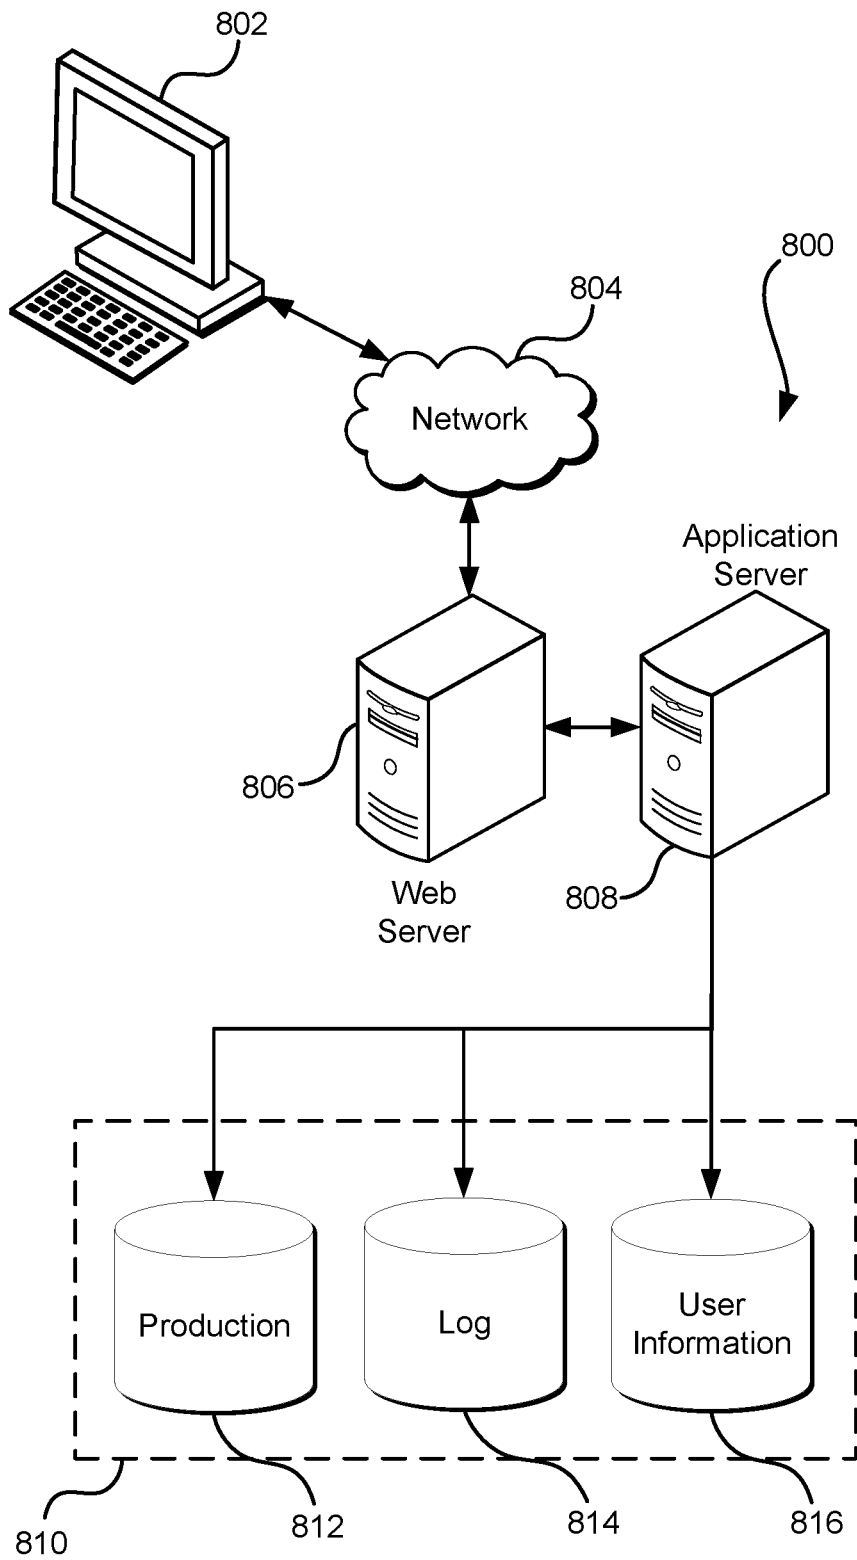 802
800
804
Network
Application
Server
806
808
Web
Server
Production
Log
User
Information
810
812
814
816